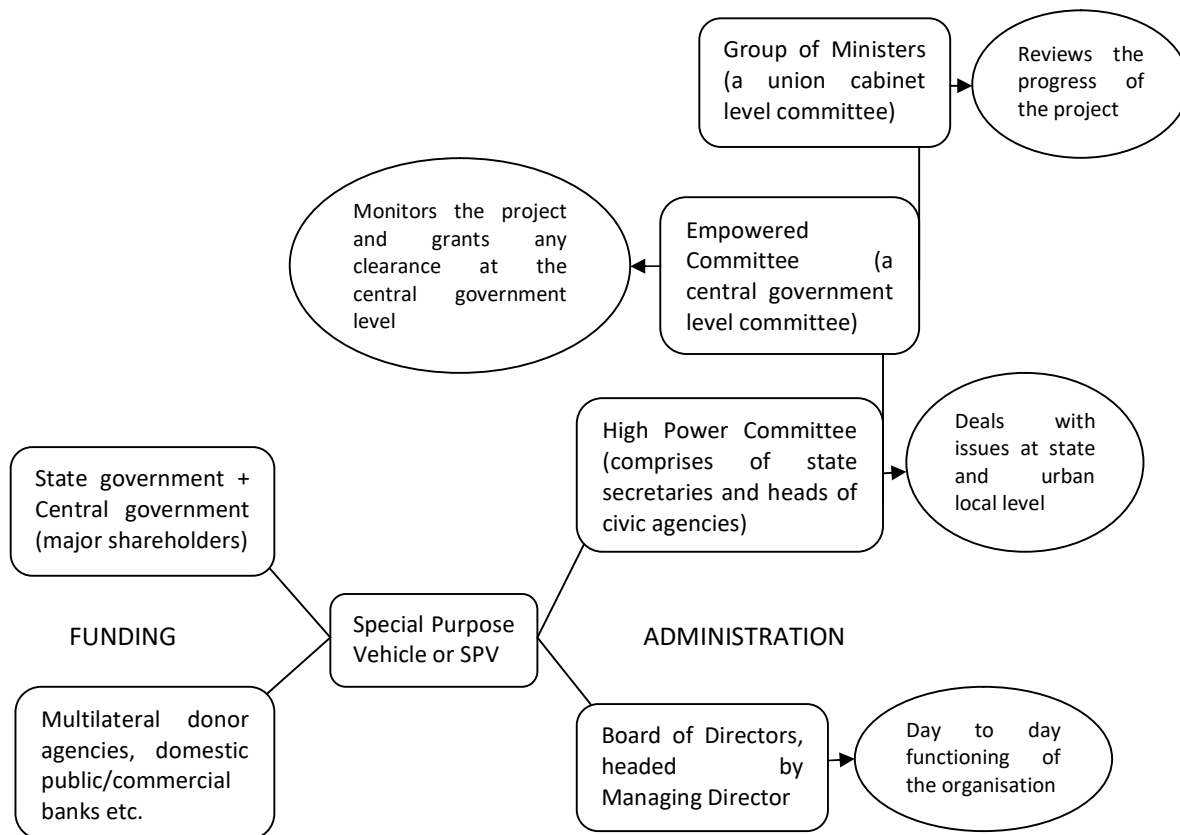 Group of Ministers
(a union cabinet
level committee)
Reviews the
progress of
the project
Monitors the project
and grants any
clearance at the
central government
level
Empowered
Committee (a
central government
level committee)
High Power Committee
(comprises of state
secretaries and heads of
civic agencies)
Deals with
issues at state
and urban
local level
State government +
Central government
(major shareholders)
FUNDING
Special Purpose
Vehicle or SPV
ADMINISTRATION
Multilateral donor
agencies, domestic
public/commercial
banks etc.
Board of Directors,
headed by
Managing Director
Day to day
functioning of
the organisation